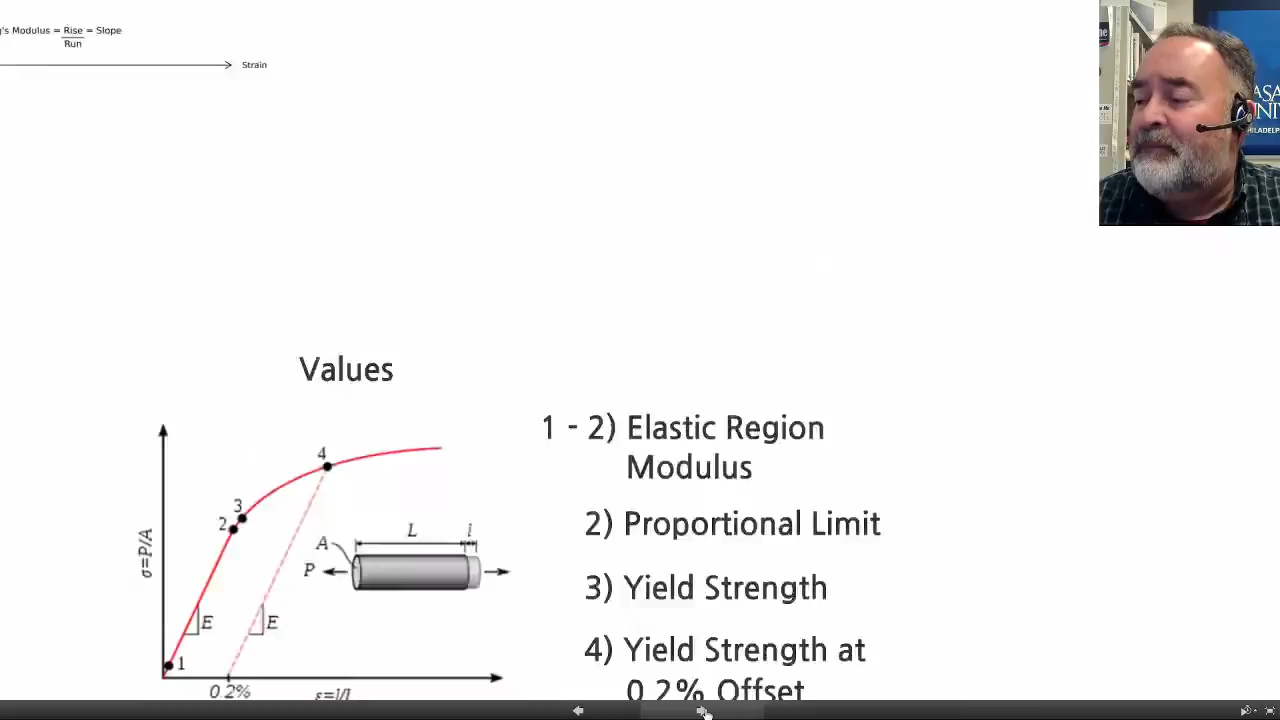 g's Modulus = Rise = Slope
Run
Strain
Values
1 - 2) Elastic Region
Modulus
2) Proportional Limit
3) Yield Strength
4) Yield Strength at
0.2% Offset
σ=P/A
4
3
2
1
E
E
A
L
l
P
0.2%
ε=l/L